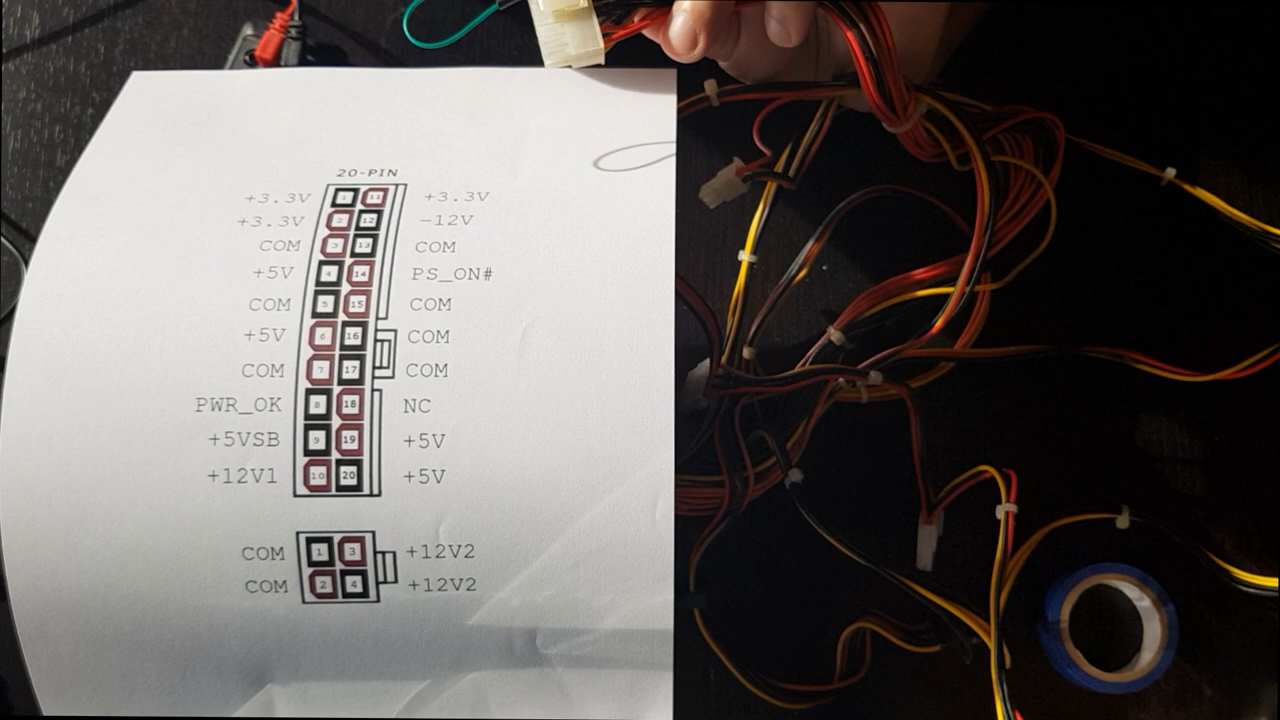 20-PIN
+3.3V 1 11 +3.3V
+3.3V 2 12 -12V
COM 3 13 COM
+5V 4 14 PS_ON#
COM 5 15 COM
+5V 6 16 COM
COM 7 17 COM
PWR_OK 8 18 NC
+5VSB 9 19 +5V
+12V1 10 20 +5V
COM 1 3 +12V2
COM 2 4 +12V2